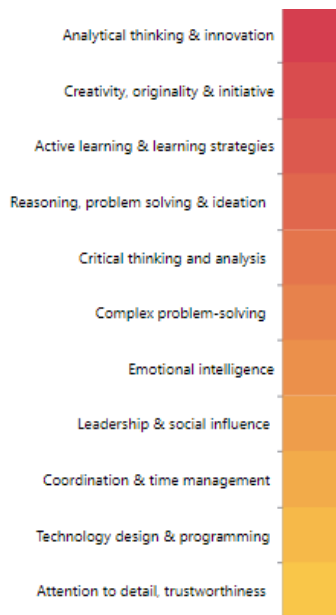 Analytical thinking & innovation
Creativity, originality & initiative
Active learning & learning strategies
Reasoning, problem solving & ideation
Critical thinking and analysis
Complex problem-solving
Emotional intelligence
Leadership & social influence
Coordination & time management
Technology design & programming
Attention to detail, trustworthiness